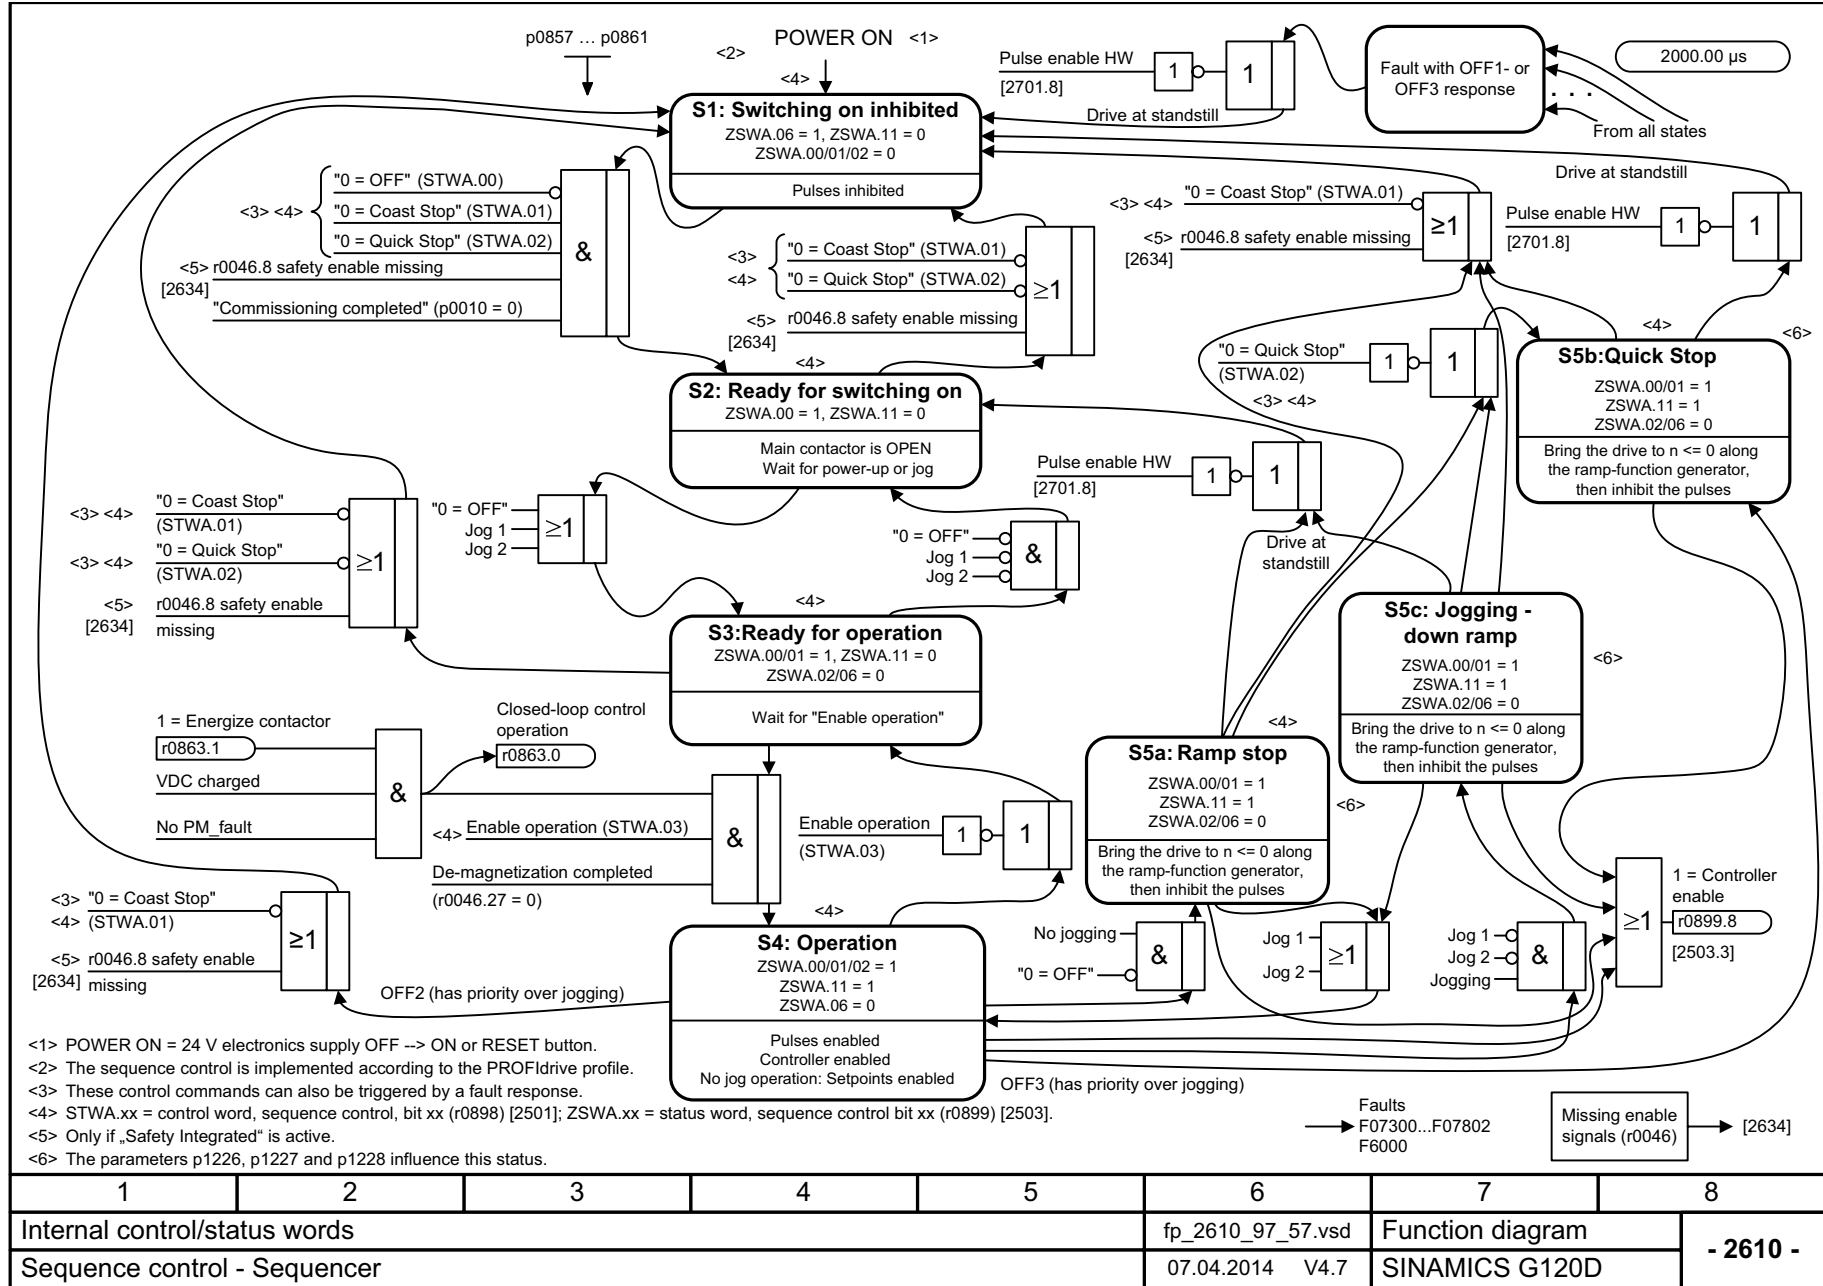 p0857 … p0861
<2>
POWER ON <1>
<4>
S1: Switching on inhibited
ZSWA.06 = 1, ZSWA.11 = 0
ZSWA.00/01/02 = 0
Pulses inhibited
Pulse enable HW
[2701.8]
1
1
Drive at standstill
Fault with OFF1- or
OFF3 response
. . .
From all states
2000.00 µs
<3> <4>
"0 = OFF" (STWA.00)
"0 = Coast Stop" (STWA.01)
"0 = Quick Stop" (STWA.02)
<5> r0046.8 safety enable missing
[2634]
"Commissioning completed" (p0010 = 0)
&
<3>
<4>
"0 = Coast Stop" (STWA.01)
"0 = Quick Stop" (STWA.02)
<5> r0046.8 safety enable missing
[2634]
≥1
<3> <4>
"0 = Coast Stop" (STWA.01)
<5> r0046.8 safety enable missing
[2634]
≥1
Drive at standstill
Pulse enable HW
[2701.8]
1
1
<4>
S2: Ready for switching on
ZSWA.00 = 1, ZSWA.11 = 0
Main contactor is OPEN
Wait for power-up or jog
"0 = Quick Stop"
(STWA.02)
<3> <4>
1
1
<4>
<6>
S5b:Quick Stop
ZSWA.00/01 = 1
ZSWA.11 = 1
ZSWA.02/06 = 0
Bring the drive to n <= 0 along
the ramp-function generator,
then inhibit the pulses
<3> <4>
"0 = Coast Stop"
(STWA.01)
<3> <4>
"0 = Quick Stop"
(STWA.02)
<5>
[2634]
r0046.8 safety enable
missing
≥1
"0 = OFF"
Jog 1
Jog 2
≥1
"0 = OFF"
Jog 1
Jog 2
&
Pulse enable HW
[2701.8]
1
1
Drive at
standstill
<4>
S3:Ready for operation
ZSWA.00/01 = 1, ZSWA.11 = 0
ZSWA.02/06 = 0
Wait for "Enable operation"
S5c: Jogging -
down ramp
ZSWA.00/01 = 1
ZSWA.11 = 1
ZSWA.02/06 = 0
Bring the drive to n <= 0 along
the ramp-function generator,
then inhibit the pulses
<6>
1 = Energize contactor
r0863.1
VDC charged
No PM_fault
&
Closed-loop control
operation
r0863.0
<4> Enable operation (STWA.03)
De-magnetization completed
(r0046.27 = 0)
&
Enable operation
(STWA.03)
1
1
<4>
S5a: Ramp stop
ZSWA.00/01 = 1
ZSWA.11 = 1
ZSWA.02/06 = 0
Bring the drive to n <= 0 along
the ramp-function generator,
then inhibit the pulses
<6>
<3> "0 = Coast Stop"
<4> (STWA.01)
<5> r0046.8 safety enable
[2634] missing
≥1
OFF2 (has priority over jogging)
<4>
S4: Operation
ZSWA.00/01/02 = 1
ZSWA.11 = 1
ZSWA.06 = 0
Pulses enabled
Controller enabled
No jog operation: Setpoints enabled
No jogging
"0 = OFF"
&
Jog 1
Jog 2
≥1
Jog 1
Jog 2
Jogging
&
≥1
1 = Controller
enable
r0899.8
[2503.3]
OFF3 (has priority over jogging)
<1> POWER ON = 24 V electronics supply OFF --> ON or RESET button.
<2> The sequence control is implemented according to the PROFIdrive profile.
<3> These control commands can also be triggered by a fault response.
<4> STWA.xx = control word, sequence control, bit xx (r0898) [2501]; ZSWA.xx = status word, sequence control bit xx (r0899) [2503].
<5> Only if „Safety Integrated“ is active.
<6> The parameters p1226, p1227 and p1228 influence this status.
Faults
F07300...F07802
F6000
Missing enable
signals (r0046)
[2634]
1 2 3 4 5 6 7 8
Internal control/status words
fp_2610_97_57.vsd
Function diagram
- 2610 -
Sequence control - Sequencer
07.04.2014 V4.7
SINAMICS G120D